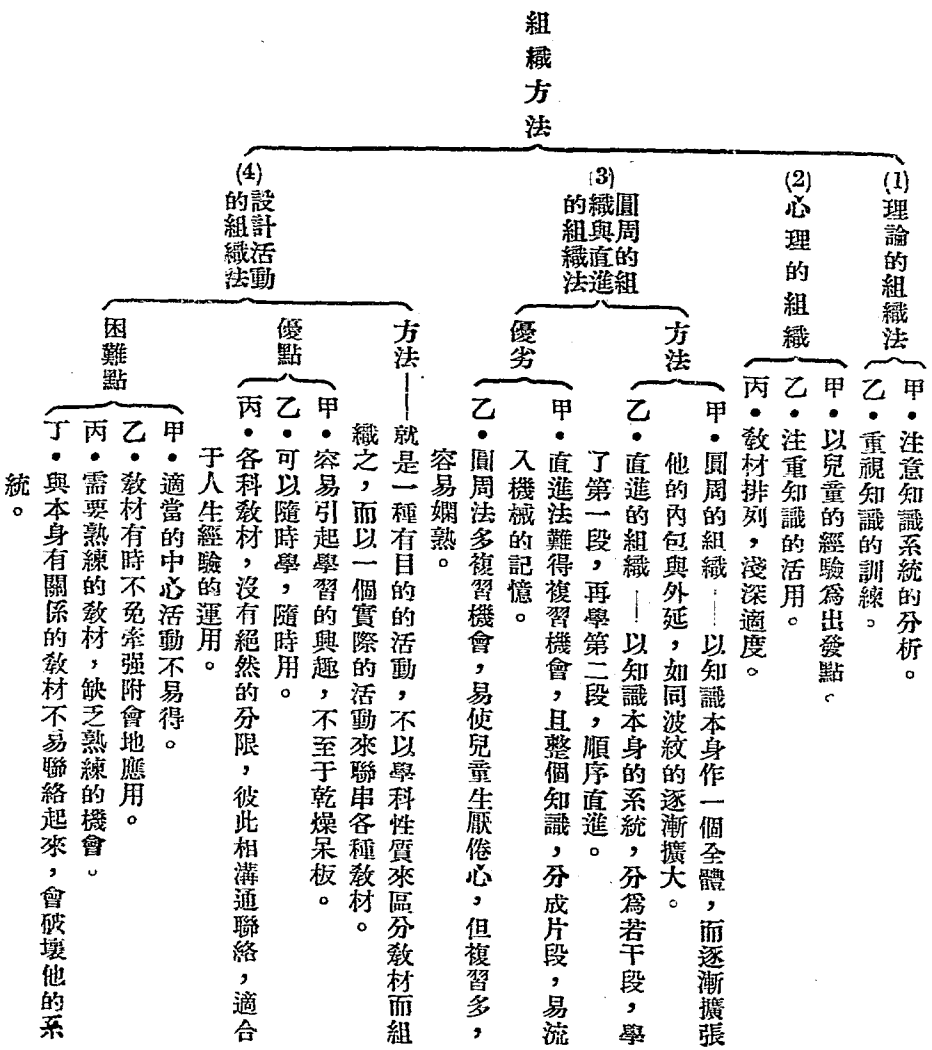 組織方法
(1)理論的組織法
甲・注意知識系統的分析。
乙・重視知識的訓練。
(2)心理的組織
甲・以兒童的經驗爲出發點。
乙・注重知識的活用。
丙・敎材排列，淺深適度。
(3)圓周的組
織與直進
的組織法
方法
甲・圓周的組織——以知識本身作一個全體，而逐漸擴張
他的內包與外延，如同波紋的逐漸擴大。
乙・直進的組織——以知識本身的系統，分爲若干段，學
了第一段，再學第二段，順序直進。
優劣
甲・直進法難得複習機會，且整個知識，分成片段，易流
入機械的記憶。
乙・圓周法多複習機會，易使兒童生厭倦心，但複習多，
容易嫻熟。
(4)設計活動
的組織法
方法——就是一種有目的的活動，不以學科性質來區分敎材而組
織之，而以一個實際的活動來聯串各種敎材。
優點
甲・容易引起學習的興趣，不至于乾燥呆板。
乙・可以隨時學，隨時用。
丙・各科敎材，沒有絕然的分限，彼此相溝通聯絡，適合
于人生經驗的運用。
困難點
甲・適當的中心活動不易得。
乙・敎材有時不免牽强附會地應用。
丙・需要熟練的敎材，缺乏熟練的機會。
丁・與本身有關係的敎材不易聯絡起來，會破壞他的系
統。